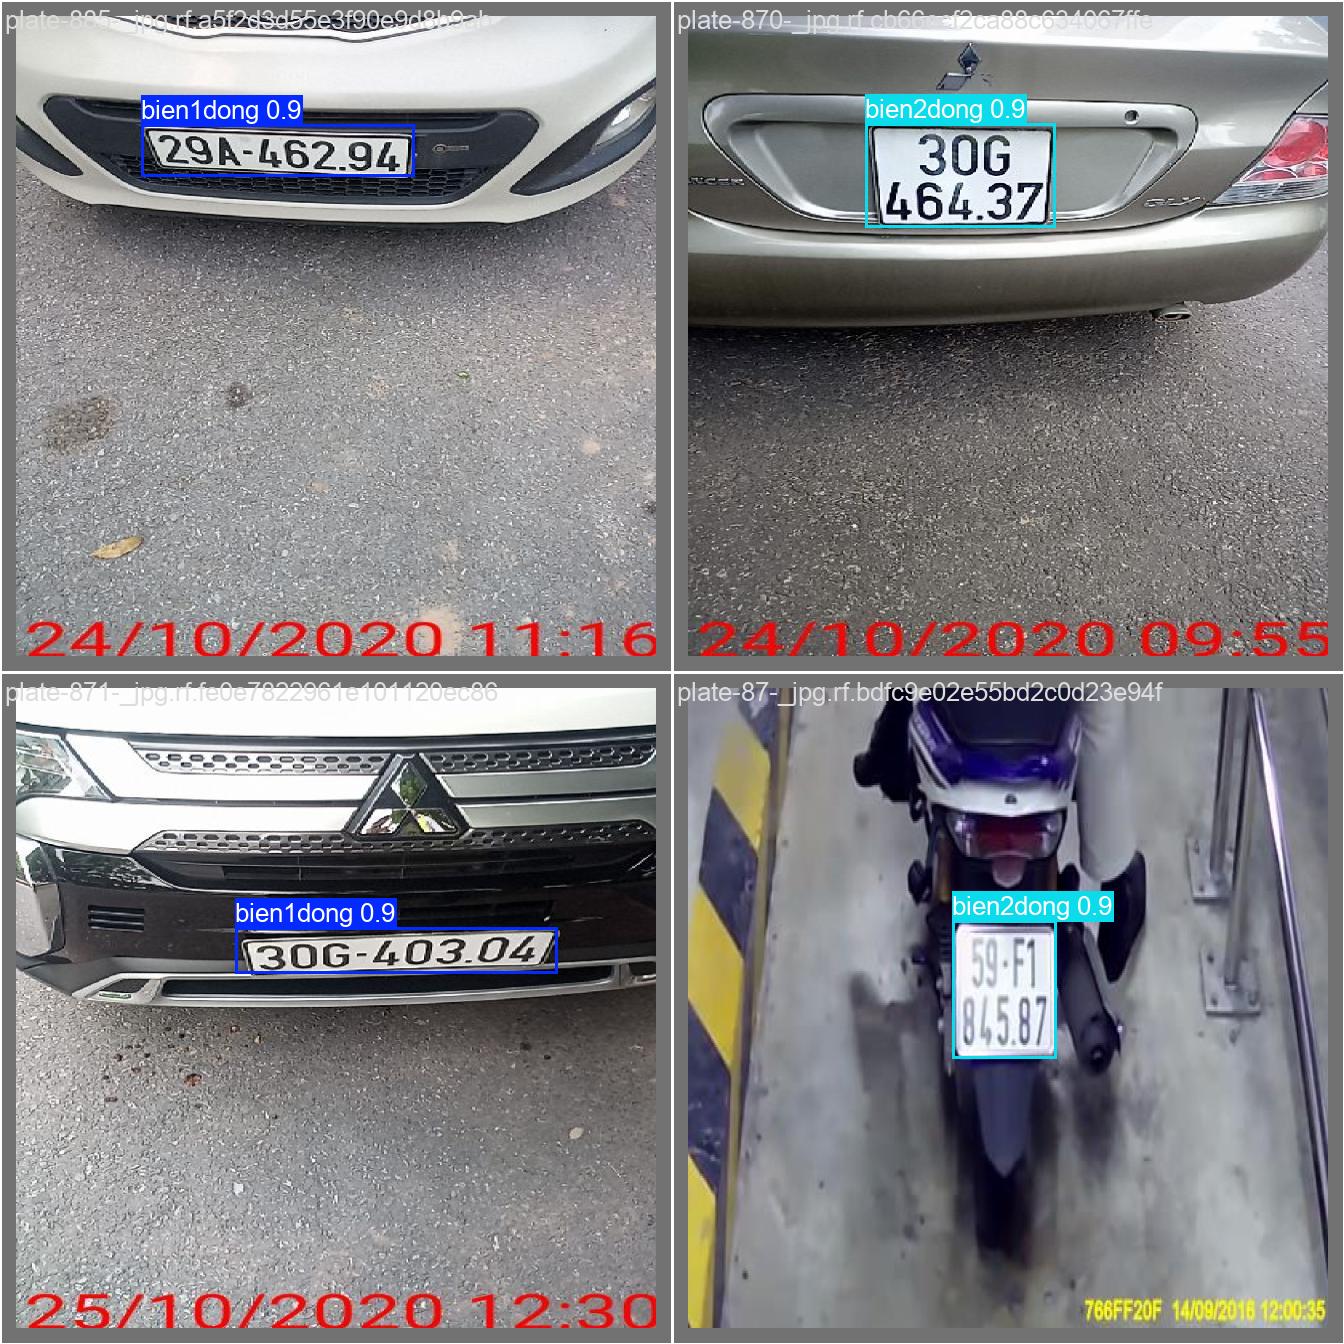 bien1dong 0.9
29A-462.94
24/10/2020 11:16
bien2dong 0.9
30G
464.37
24/10/2020 09:55
plate-871-_jpg.rf.fe0e7822961e101120ec86
bien1dong 0.9
30G-403.04
25/10/2020 12:30
plate-87-_jpg.rf.bdfc9e02e55bd2c0d23e94f
bien2dong 0.9
59-F1
845.87
766FF20F 14/09/2016 12:00:35